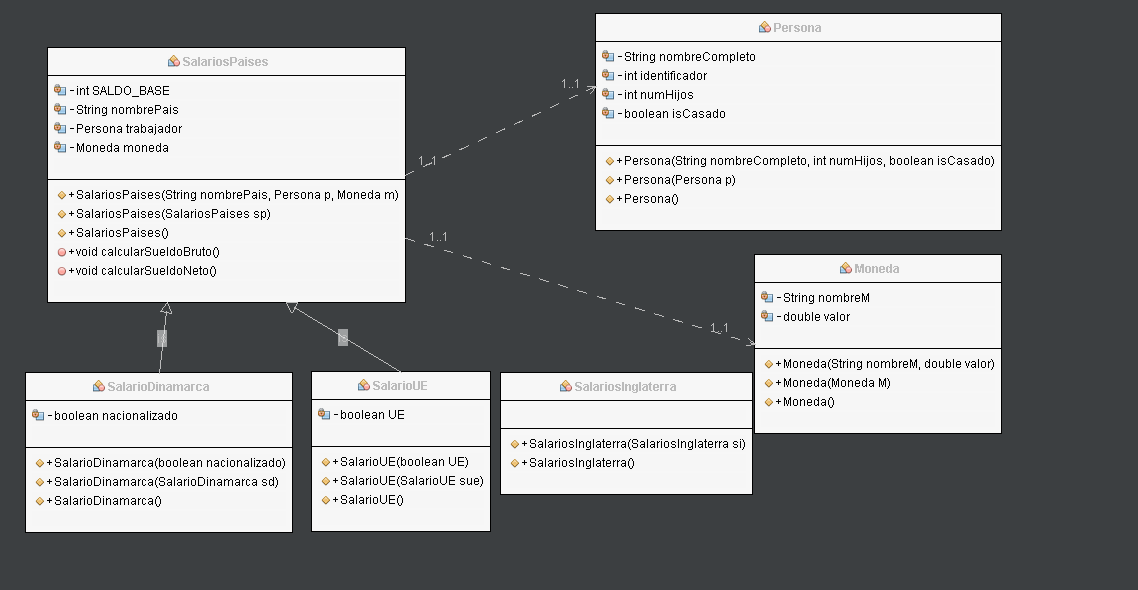 SalariosPaises
-int SALDO_BASE
-String nombrePais
-Persona trabajador
-Moneda moneda
+SalariosPaises(String nombrePais, Persona p, Moneda m)
+SalariosPaises(SalariosPaises sp)
+SalariosPaises()
+void calcularSueldoBruto()
+void calcularSueldoNeto()
1..1
1..1
Persona
-String nombreCompleto
-int identificador
-int numHijos
-boolean isCasado
+Persona(String nombreCompleto, int numHijos, boolean isCasado)
+Persona(Persona p)
+Persona()
1..1
1..1
Moneda
-String nombreM
-double valor
+Moneda(String nombreM, double valor)
+Moneda(Moneda M)
+Moneda()
SalarioDinamarca
-boolean nacionalizado
+SalarioDinamarca(boolean nacionalizado)
+SalarioDinamarca(SalarioDinamarca sd)
+SalarioDinamarca()
SalarioUE
-boolean UE
+SalarioUE(boolean UE)
+SalarioUE(SalarioUE sue)
+SalarioUE()
SalariosInglaterra
+SalariosInglaterra(SalariosInglaterra si)
+SalariosInglaterra()